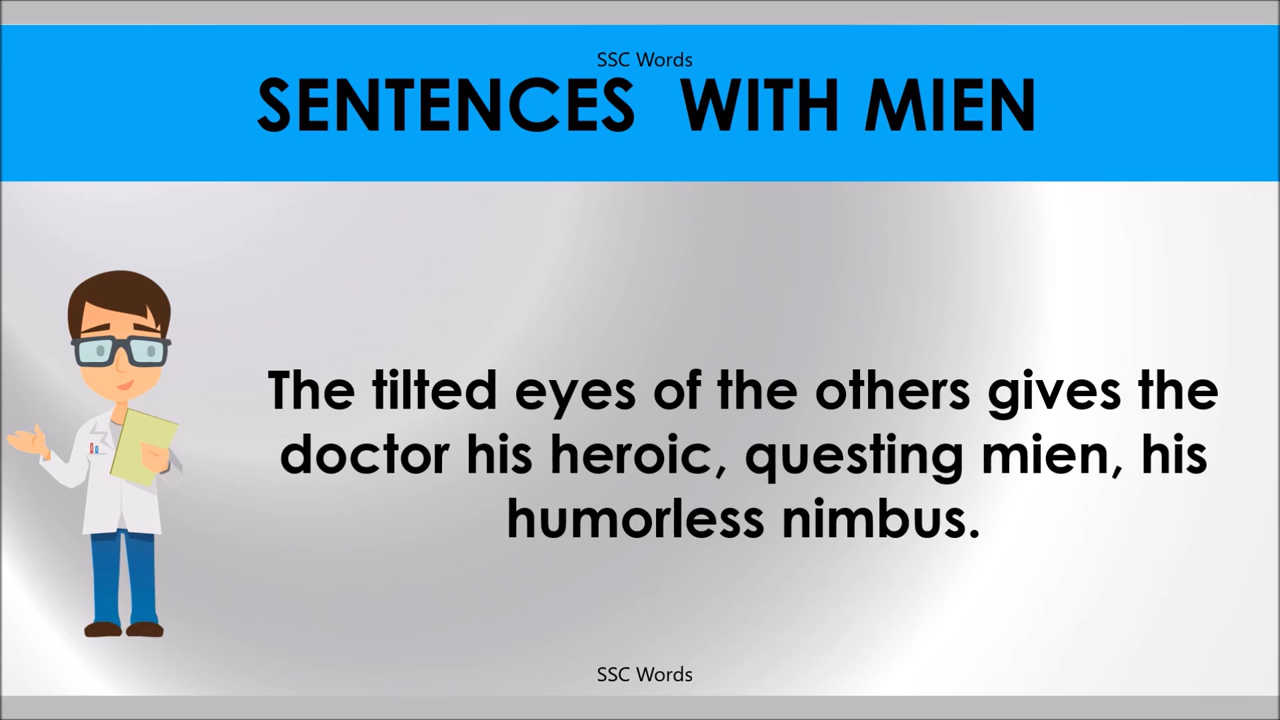 SSC Words
SENTENCES WITH MIEN
The tilted eyes of the others gives the
doctor his heroic, questing mien, his
humorless nimbus.
SSC Words